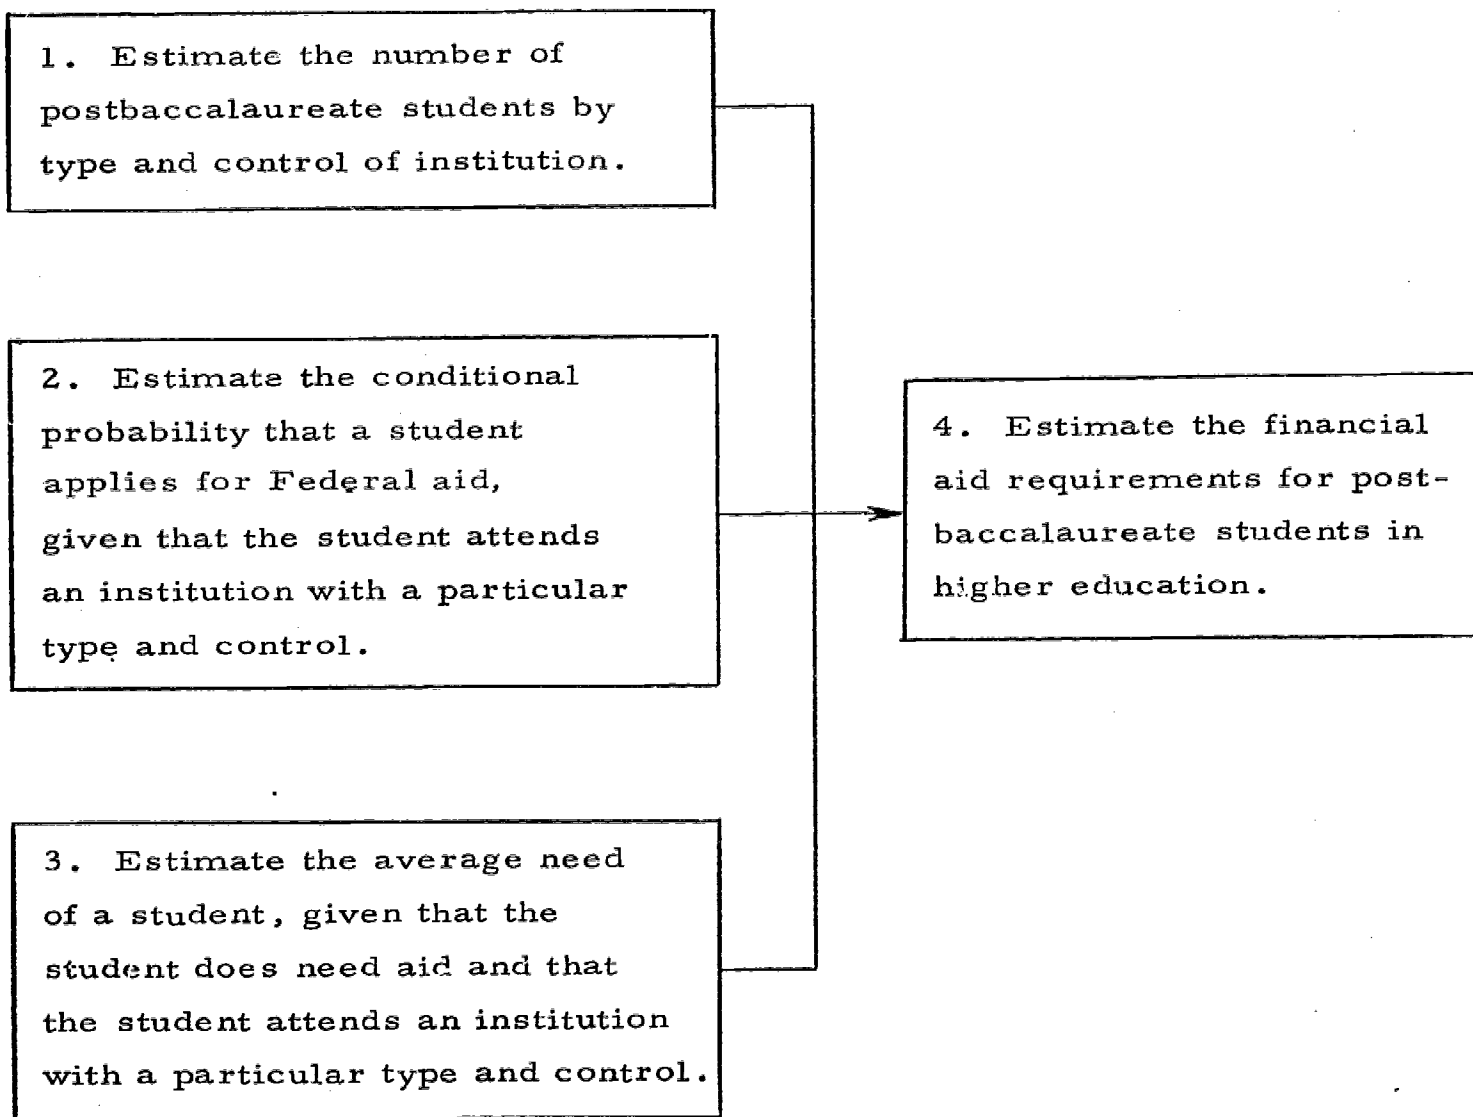 1. Estimate the number of
postbaccalaureate students by
type and control of institution.
2. Estimate the conditional
probability that a student
applies for Federal aid,
given that the student attends
an institution with a particular
type and control.
3. Estimate the average need
of a student, given that the
student does need aid and that
the student attends an institution
with a particular type and control.
4. Estimate the financial
aid requirements for post-
baccalaureate students in
higher education.